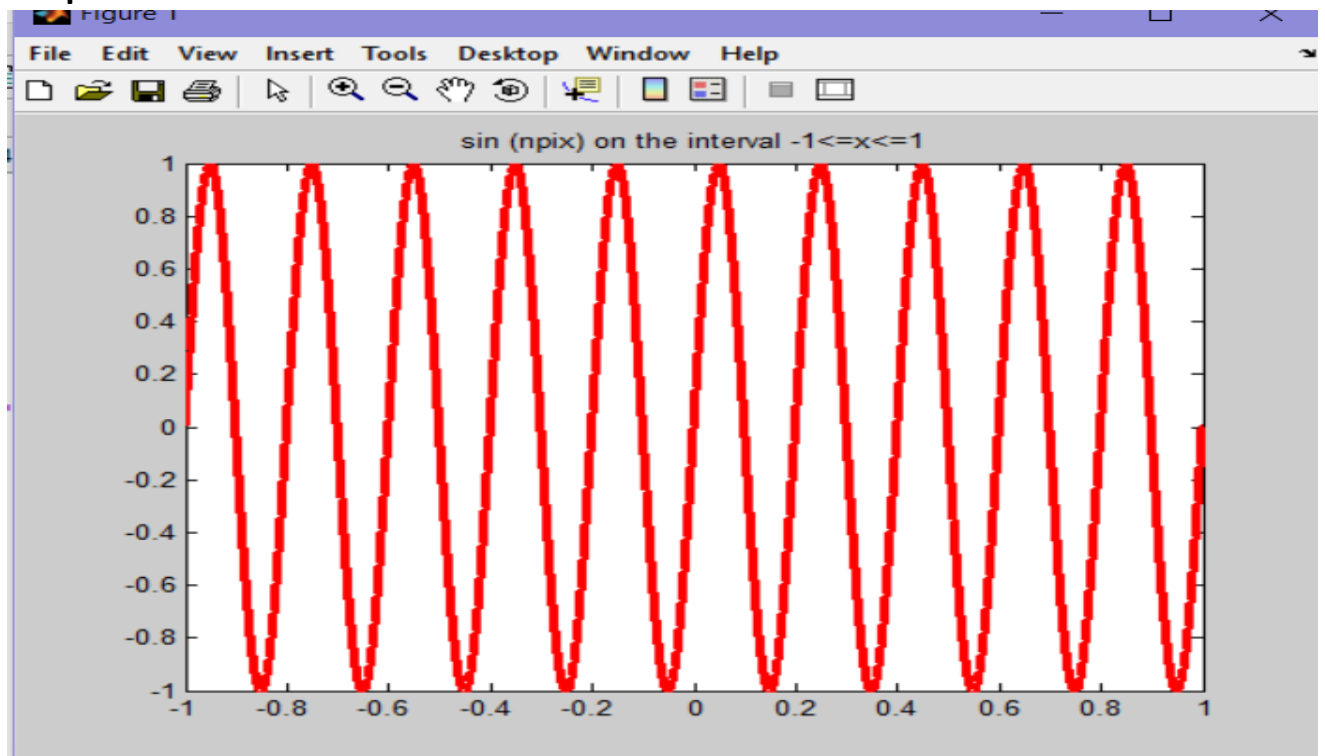 Figure 1
File Edit View Insert Tools Desktop Window Help
sin (npix) on the interval -1<=x<=1
1
0.8
0.6
0.4
0.2
0
-0.2
-0.4
-0.6
-0.8
-1
-1 -0.8 -0.6 -0.4 -0.2 0 0.2 0.4 0.6 0.8 1